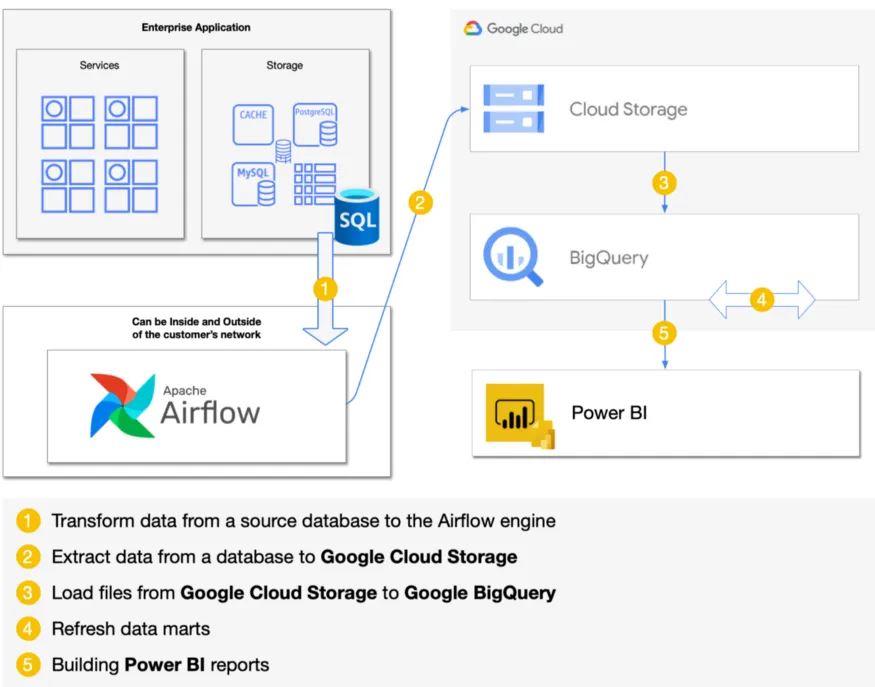 Enterprise Application
Services
Storage
CACHE
PostgreSQL
MySQL
SQL
1
2
Can be Inside and Outside
of the customer's network
Apache
Airflow
Google Cloud
Cloud Storage
3
BigQuery
4
5
Power BI
1 Transform data from a source database to the Airflow engine
2 Extract data from a database to Google Cloud Storage
3 Load files from Google Cloud Storage to Google BigQuery
4 Refresh data marts
5 Building Power BI reports